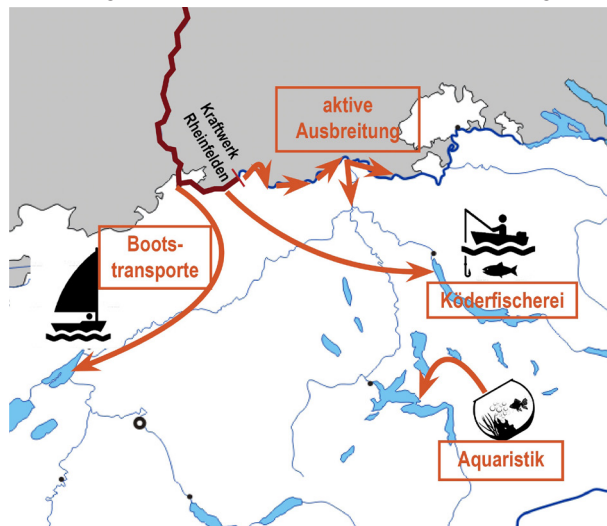 aktive
Ausbreitung
Kraftwerk
Rheinfelden
Boots-
transporte
Köderfischerei
Aquaristik